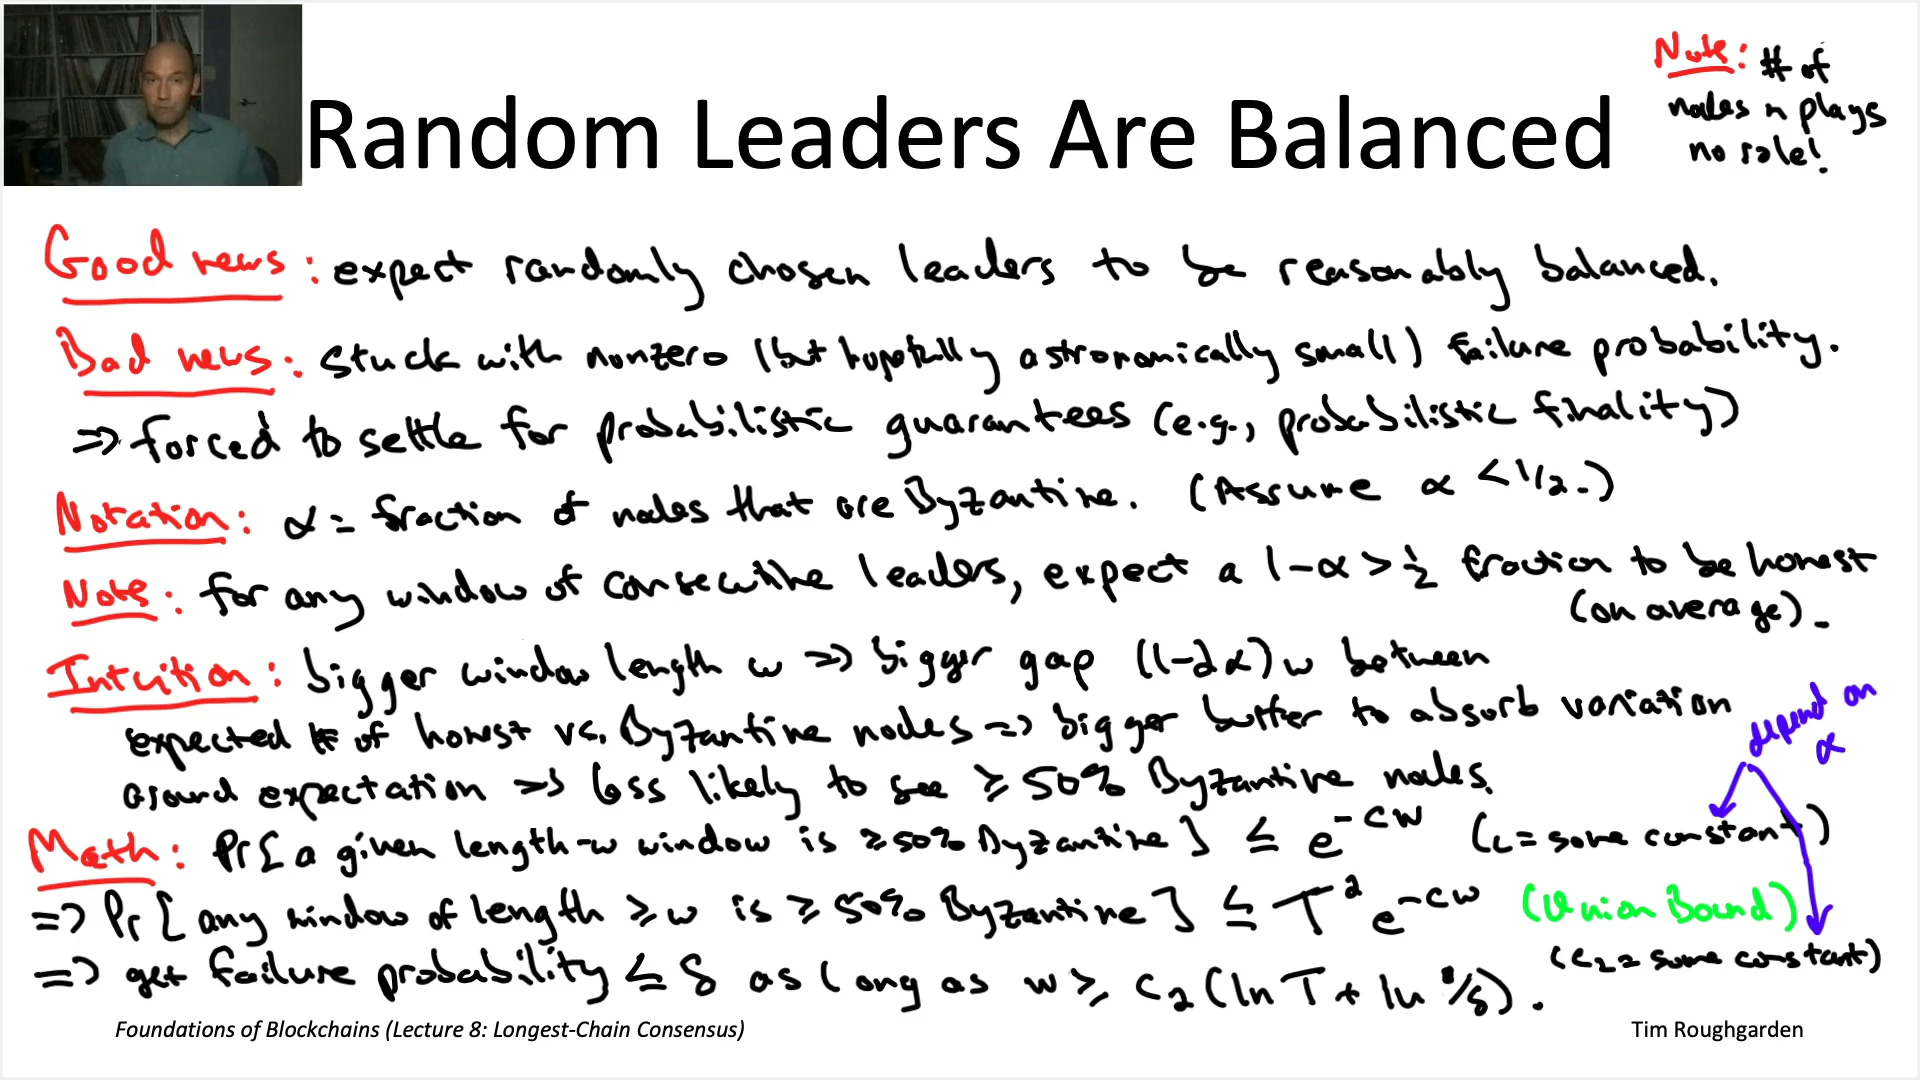 Note: # of
nodes n plays
no role!
Random Leaders Are Balanced
Good news: expect randomly chosen leaders to be reasonably balanced.
Bad news: stuck with nonzero (but hopefully astronomically small) failure probability.
=> forced to settle for probabilistic guarantees (e.g., probabilistic finality)
Notation: α = fraction of nodes that are Byzantine. (Assume α < 1/2.)
Note: for any window of consecutive leaders, expect a 1-α > 1/2 fraction to be honest
(on average).
Intuition: bigger window length w => bigger gap (1-2α)w between
expected # of honest vs. Byzantine nodes => bigger buffer to absorb variation
around expectation => less likely to see ≥ 50% Byzantine nodes.
depend on
α
Math: Pr[a given length-w window is ≥50% Byzantine] ≤ e^{-cw} (c = some constant)
=> Pr[any window of length ≥ w is ≥ 50% Byzantine] ≤ T² e^{-cw} (Union Bound)
=> get failure probability ≤ δ as long as w ≥ c₂(ln T + ln 1/δ).
(c₂ = some constant)
Foundations of Blockchains (Lecture 8: Longest-Chain Consensus)
Tim Roughgarden